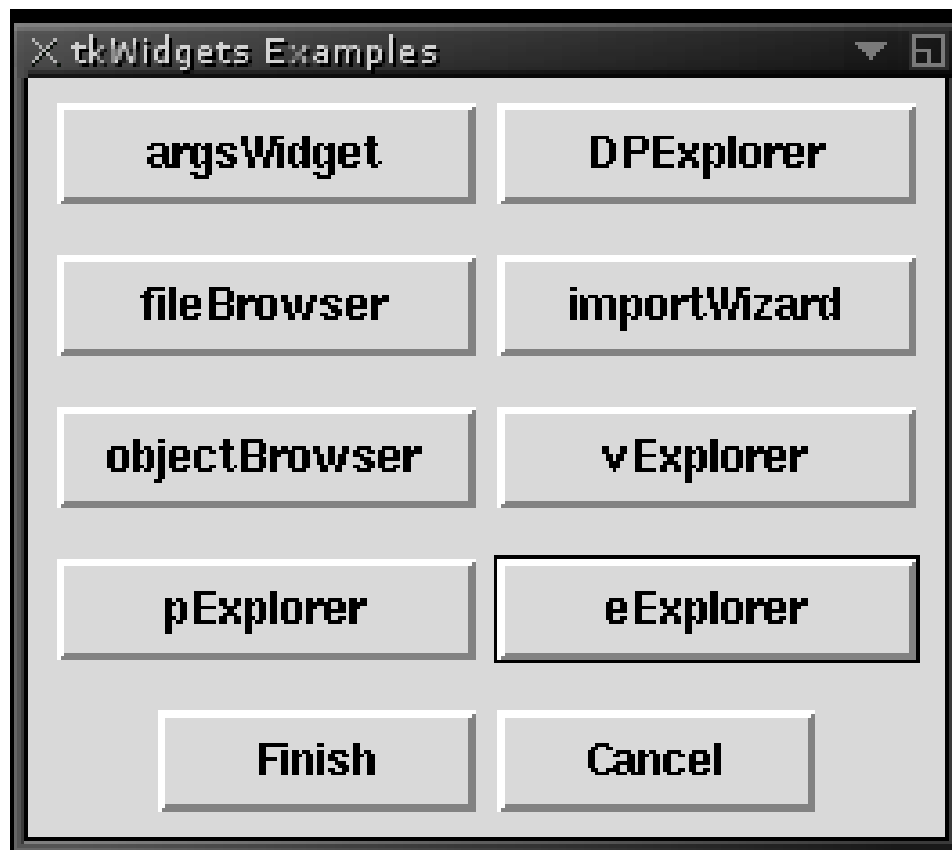 tkWidgets Examples
argsWidget DPExplorer
fileBrowser importWizard
objectBrowser vExplorer
pExplorer eExplorer
Finish Cancel